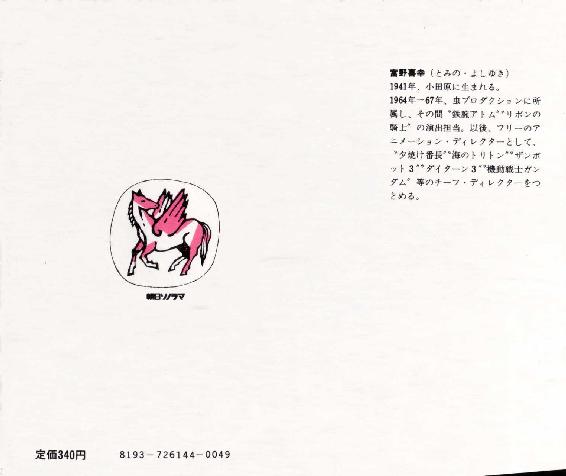 富野喜幸(とみの・よしゆき)
1941年、小田原に生まれる。
1964年—67年、虫プロダクションに所
属し、その間〝鉄腕アトム〟〝リボンの
騎士〟の演出担当。以後、フリーのア
ニメーション・ディレクターとして、
〝夕焼け番長〟〝海のトリトン〟〝ザンボ
ット3〟〝ダイターン3〟〝機動戦士ガン
ダム〟等のチーフ・ディレクターをつ
とめる。
朝日ソノラマ
定価340円
8193-726144-0049